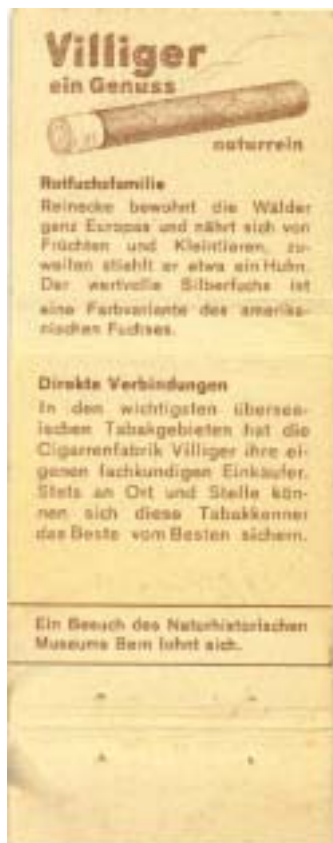 Villiger
ein Genuss
naturrein
Rotfuchsfamilie
Reinecke bewohnt die Wälder
ganz Europas und nährt sich von
Früchten und Kleintieren, zu-
weilen stiehlt er etwa ein Huhn.
Der wertvolle Silberfuchs ist
eine Farbvariante des amerika-
nischen Fuchses.
Direkte Verbindungen
In den wichtigsten übersee-
ischen Tabakgebieten hat die
Cigarrenfabrik Villiger ihre ei-
genen fachkundigen Einkäufer.
Stets an Ort und Stelle kön-
nen sich diese Tabakkenner
das Beste vom Besten sichern.
Ein Besuch des Naturhistorischen
Museums Bern lohnt sich.